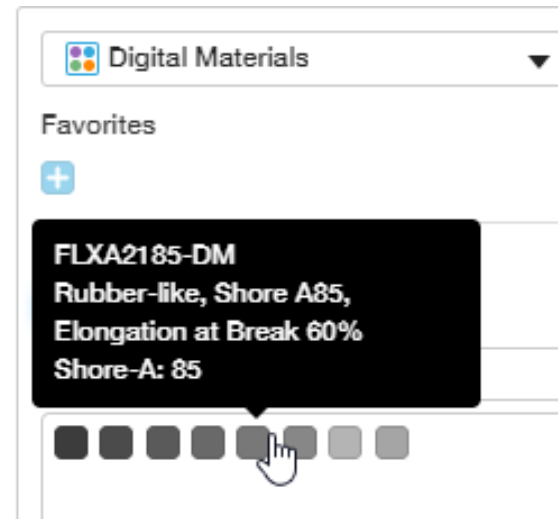 Digital Materials
Favorites
FLXA2185-DM
Rubber-like, Shore A85,
Elongation at Break 60%
Shore-A: 85